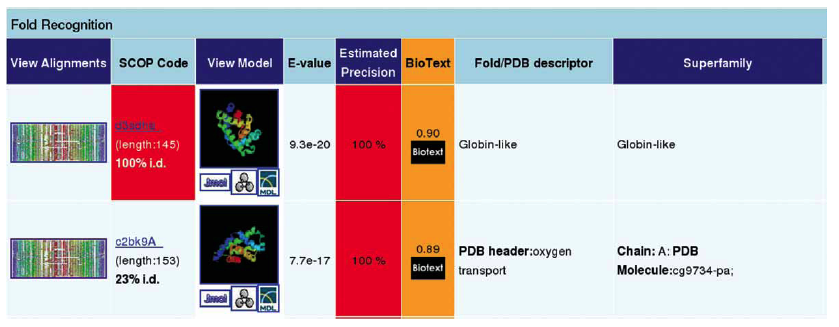 Fold Recognition
View Alignments SCOP Code View Model E-value Estimated Precision BioText Fold/PDB descriptor Superfamily
(length:145)
100% i.d.
Jmol
MDL
9.3e-20
100 %
0.90
Biotext
Globin-like
Globin-like
c2bk9A_
(length:153)
23% i.d.
Jmol
MDL
7.7e-17
100 %
0.89
Biotext
PDB header:oxygen
transport
Chain: A: PDB
Molecule:cg9734-pa;